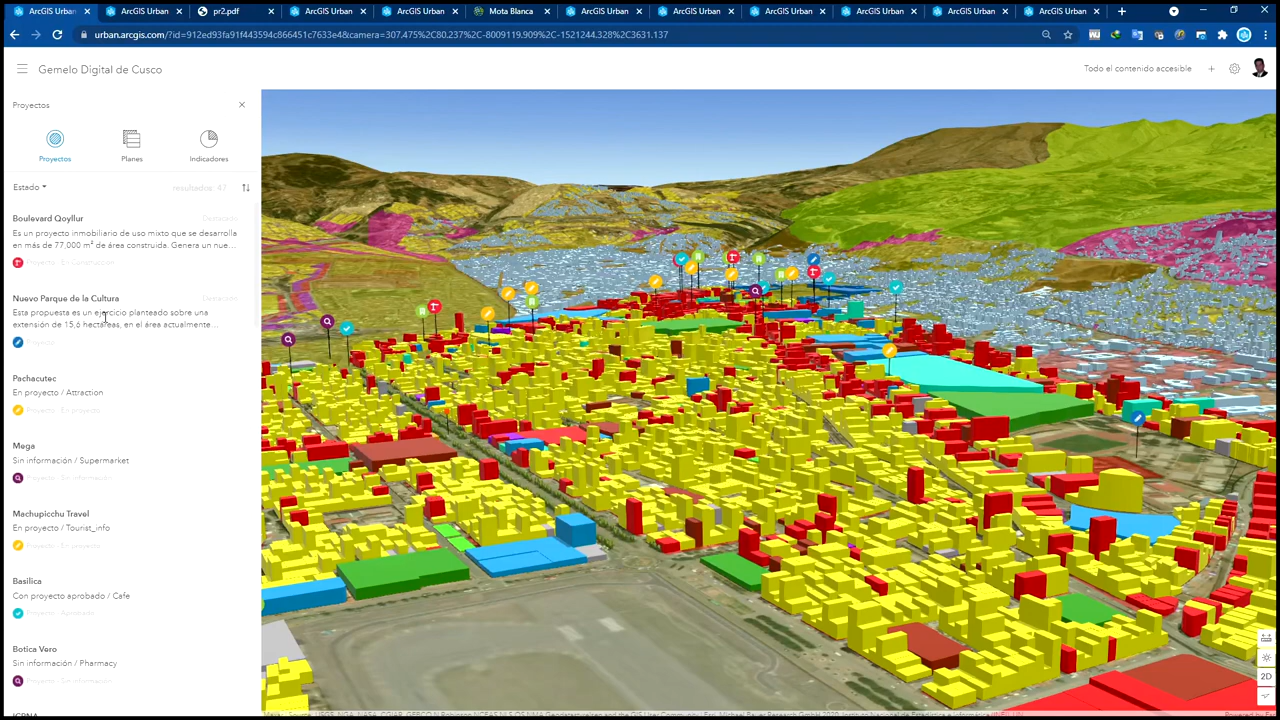 ArcGIS Urban
ArcGIS Urban
pr2.pdf
ArcGIS Urban
ArcGIS Urban
Mota Blanca
ArcGIS Urban
ArcGIS Urban
ArcGIS Urban
ArcGIS Urban
ArcGIS Urban
ArcGIS Urban
urban.arcgis.com/?id=912ed93fa91f443594c866451c7633e4&camera=307.475%2C80.237%2C-8009119.909%2C-1521244.328%2C3631.137
Gemelo Digital de Cusco
Todo el contenido accesible
Proyectos
Proyectos
Planes
Indicadores
Estado
resultados: 47
Boulevard Qoyllur
Destacado
Es un proyecto inmobiliario de uso mixto que se desarrolla
en más de 77,000 m² de área construida. Genera un nue...
Proyecto - En Construcción
Nuevo Parque de la Cultura
Destacado
Esta propuesta es un ejercicio planteado sobre una
extensión de 15,6 hectáreas, en el área actualmente...
Proyecto
Pachacutec
En proyecto / Attraction
Proyecto - En proyecto
Mega
Sin información / Supermarket
Proyecto - Sin información
Machupicchu Travel
En proyecto / Tourist_info
Proyecto - En proyecto
Basilica
Con proyecto aprobado / Cafe
Proyecto - Aprobado
Botica Vero
Sin información / Pharmacy
Proyecto - Sin información
2D